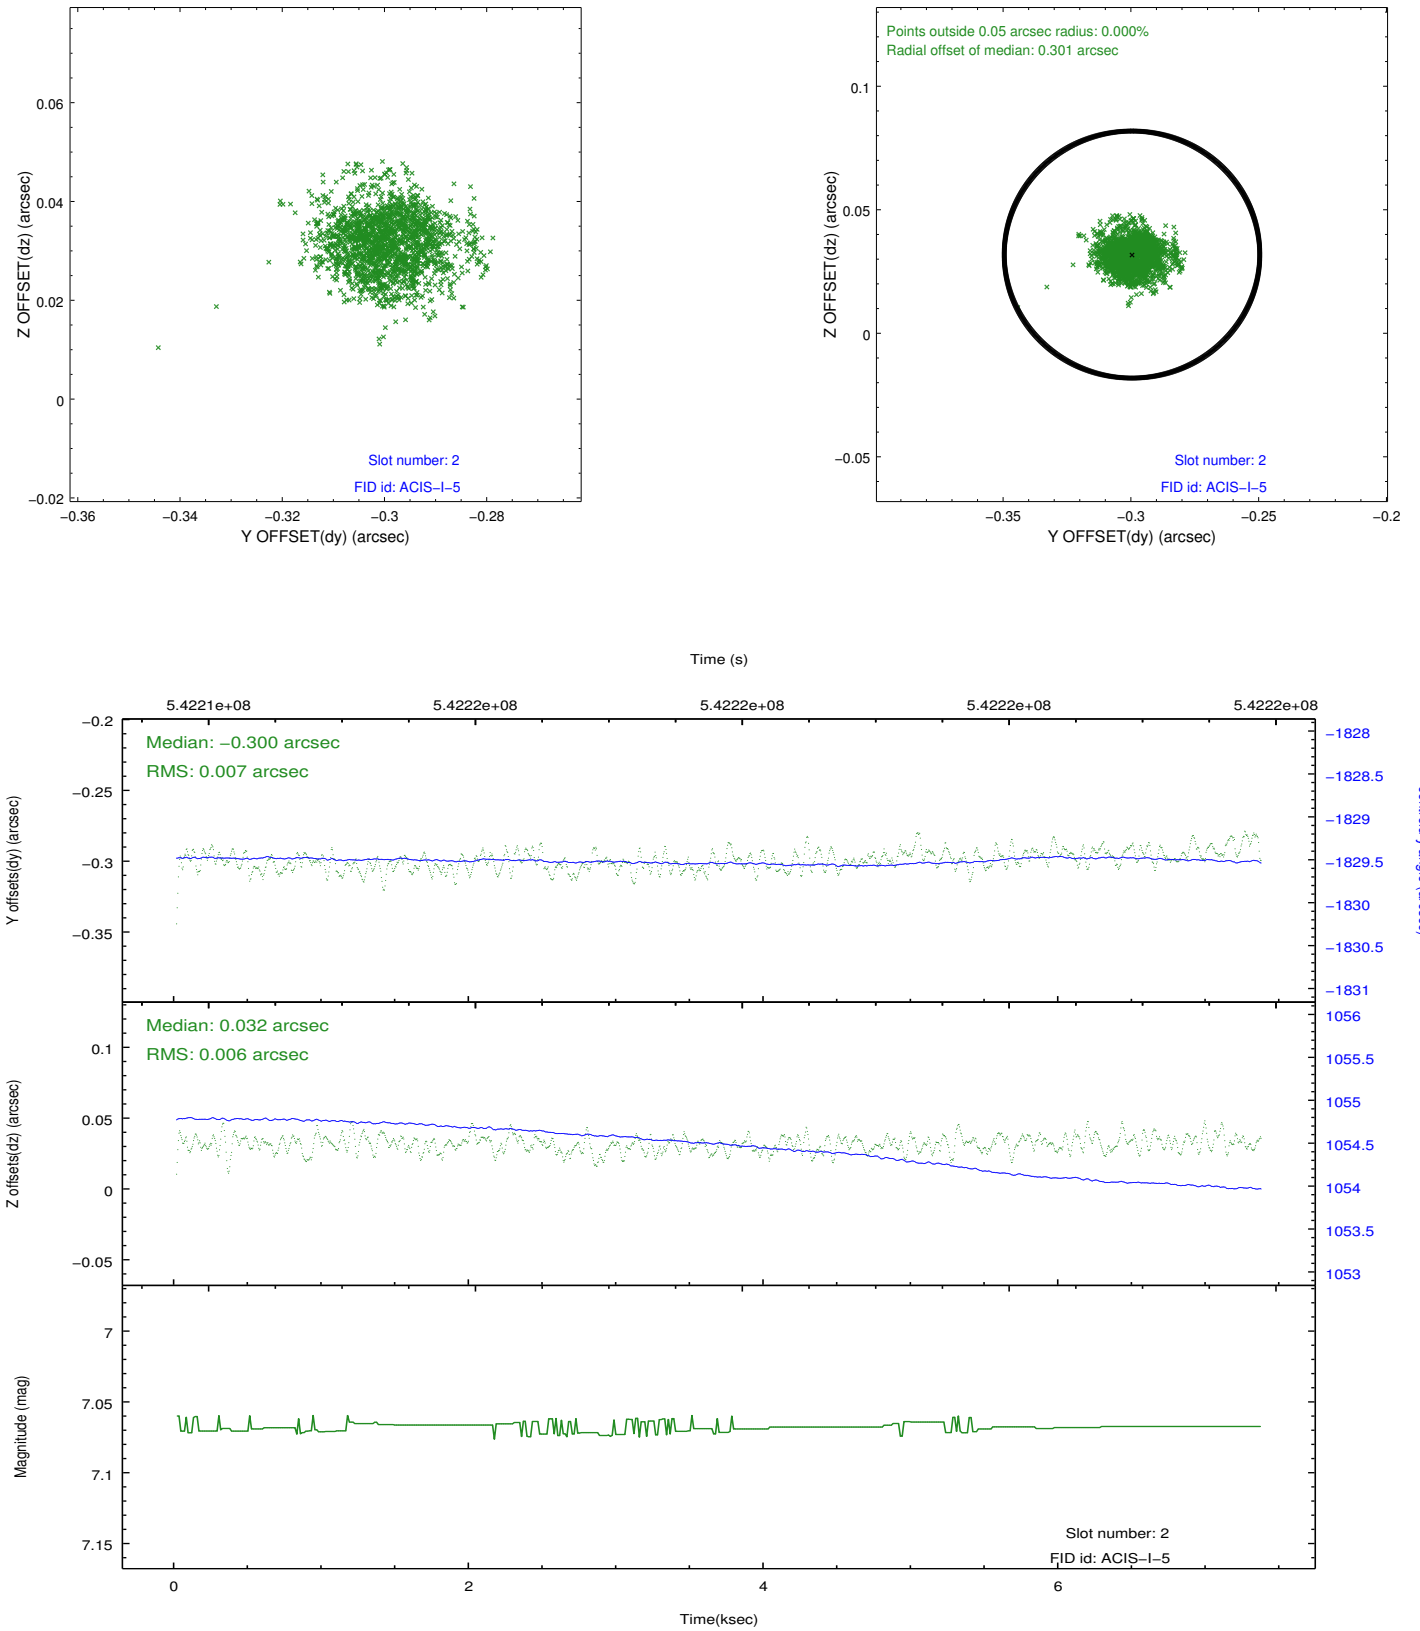 0.06
0.04
0.02
0
−0.02
Z OFFSET(dz) (arcsec)
Slot number: 2
FID id: ACIS−I−5
−0.36 −0.34 −0.32 −0.3 −0.28
Y OFFSET(dy) (arcsec)
Points outside 0.05 arcsec radius: 0.000%
Radial offset of median: 0.301 arcsec
0.1
0.05
0
−0.05
Z OFFSET(dz) (arcsec)
Slot number: 2
FID id: ACIS−I−5
−0.35 −0.3 −0.25 −0.2
Y OFFSET(dy) (arcsec)
Time (s)
5.4221e+08 5.4222e+08 5.4222e+08 5.4222e+08 5.4222e+08
Median: −0.300 arcsec
RMS: 0.007 arcsec
−0.2
−0.25
−0.3
−0.35
Y offsets(dy) (arcsec)
−1828
−1828.5
−1829
−1829.5
−1830
−1830.5
−1831
Median: 0.032 arcsec
RMS: 0.006 arcsec
0.1
0.05
0
−0.05
Z offsets(dz) (arcsec)
1056
1055.5
1055
1054.5
1054
1053.5
1053
7
7.05
7.1
7.15
Magnitude (mag)
Slot number: 2
FID id: ACIS−I−5
0 2 4 6
Time(ksec)